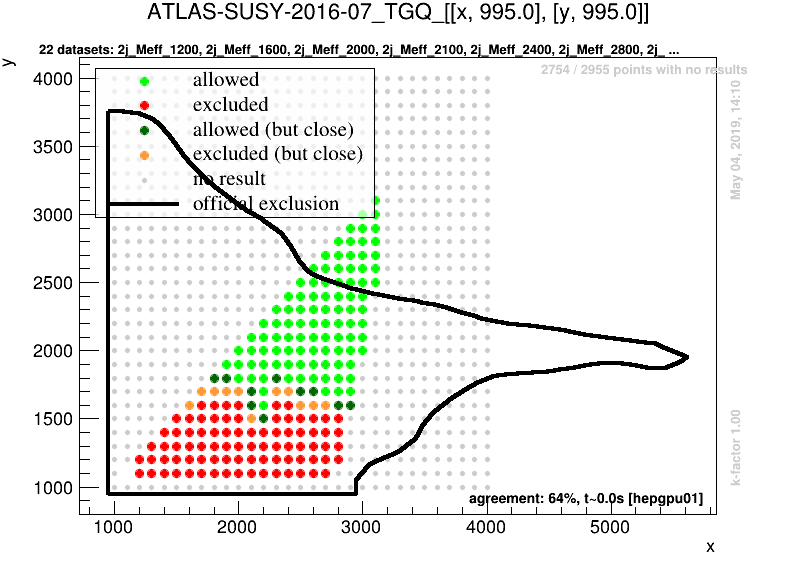 ATLAS-SUSY-2016-07_TGQ_[[x, 995.0], [y, 995.0]]
22 datasets: 2j_Meff_1200, 2j_Meff_1600, 2j_Meff_2000, 2j_Meff_2100, 2j_Meff_2400, 2j_Meff_2800, 2j_ ...
y
2754 / 2955 points with no results
allowed
excluded
allowed (but close)
excluded (but close)
no result
official exclusion
4000
3500
3000
2500
2000
1500
1000
May 04, 2019, 14:10
k-factor 1.00
agreement: 64%, t~0.0s [hepgpu01]
1000 2000 3000 4000 5000
x